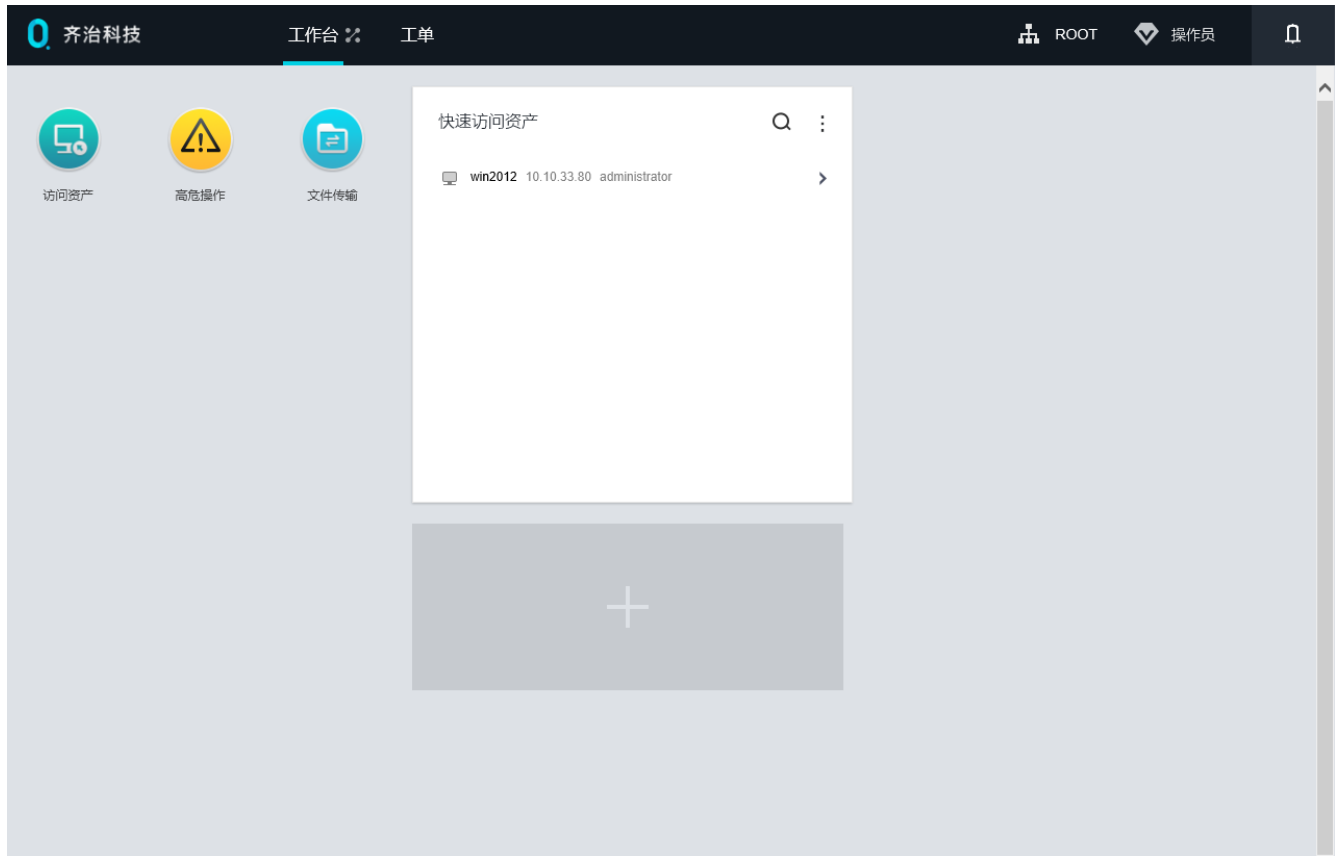 齐治科技 工作台 工单 ROOT 操作员
访问资产 高危操作 文件传输
快速访问资产
win2012 10.10.33.80 administrator